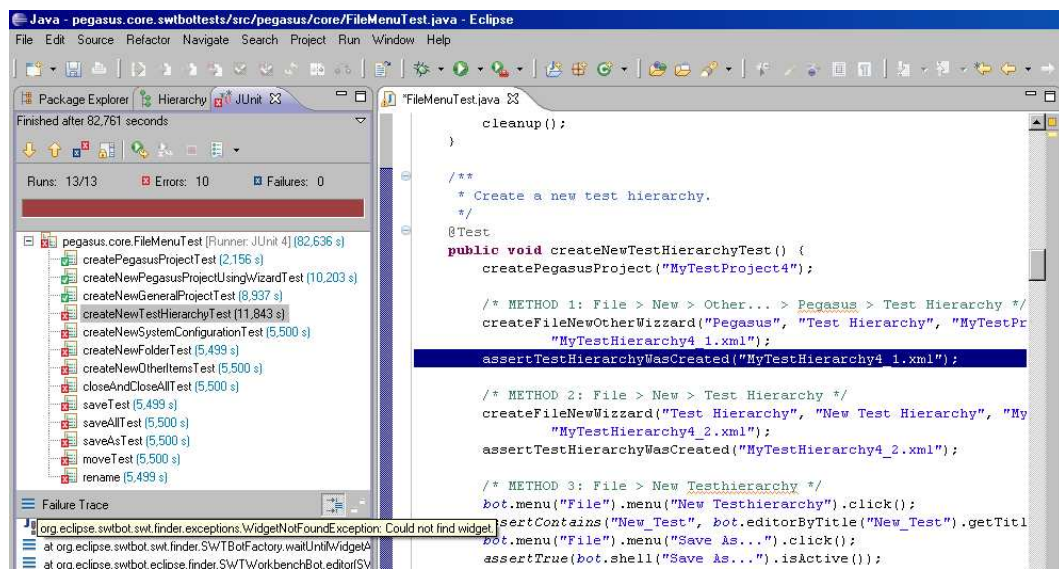 Java - pegasus.core.swtbottests/src/pegasus/core/FileMenuTest.java - Eclipse
File Edit Source Refactor Navigate Search Project Run Window Help
Package Explorer Hierarchy JUnit
Finished after 82,761 seconds
Runs: 13/13 Errors: 10 Failures: 0
pegasus.core.FileMenuTest [Runner: JUnit 4] (82,636 s)
createPegasusProjectTest (2,156 s)
createNewPegasusProjectUsingWizardTest (10,203 s)
createNewGeneralProjectTest (8,937 s)
createNewTestHierarchyTest (11,843 s)
createNewSystemConfigurationTest (5,500 s)
createNewFolderTest (5,499 s)
createNewOtherItemsTest (5,500 s)
closeAndCloseAllTest (5,500 s)
saveTest (5,499 s)
saveAllTest (5,500 s)
saveAsTest (5,500 s)
moveTest (5,500 s)
rename (5,499 s)
Failure Trace
org.eclipse.swtbot.swt.finder.exceptions.WidgetNotFoundException: Could not find widget.
at org.eclipse.swtbot.swt.finder.SWTBotFactory.waitUntilWidgetA
at org.eclipse.swtbot.eclipse.finder.SWTWorkbenchBot.editor(SV
*FileMenuTest.java
cleanup();
}
/**
* Create a new test hierarchy.
*/
@Test
public void createNewTestHierarchyTest() {
createPegasusProject("MyTestProject4");
/* METHOD 1: File > New > Other... > Pegasus > Test Hierarchy */
createFileNewOtherWizzard("Pegasus", "Test Hierarchy", "MyTestPr
"MyTestHierarchy4_1.xml");
assertTestHierarchyWasCreated("MyTestHierarchy4_1.xml");
/* METHOD 2: File > New > Test Hierarchy */
createFileNewWizzard("Test Hierarchy", "New Test Hierarchy", "My
"MyTestHierarchy4_2.xml");
assertTestHierarchyWasCreated("MyTestHierarchy4_2.xml");
/* METHOD 3: File > New Testhierarchy */
bot.menu("File").menu("New Testhierarchy").click();
ssertContains("New_Test", bot.editorByTitle("New_Test").getTitl
bot.menu("File").menu("Save As...").click();
assertTrue(bot.shell("Save As...").isActive());